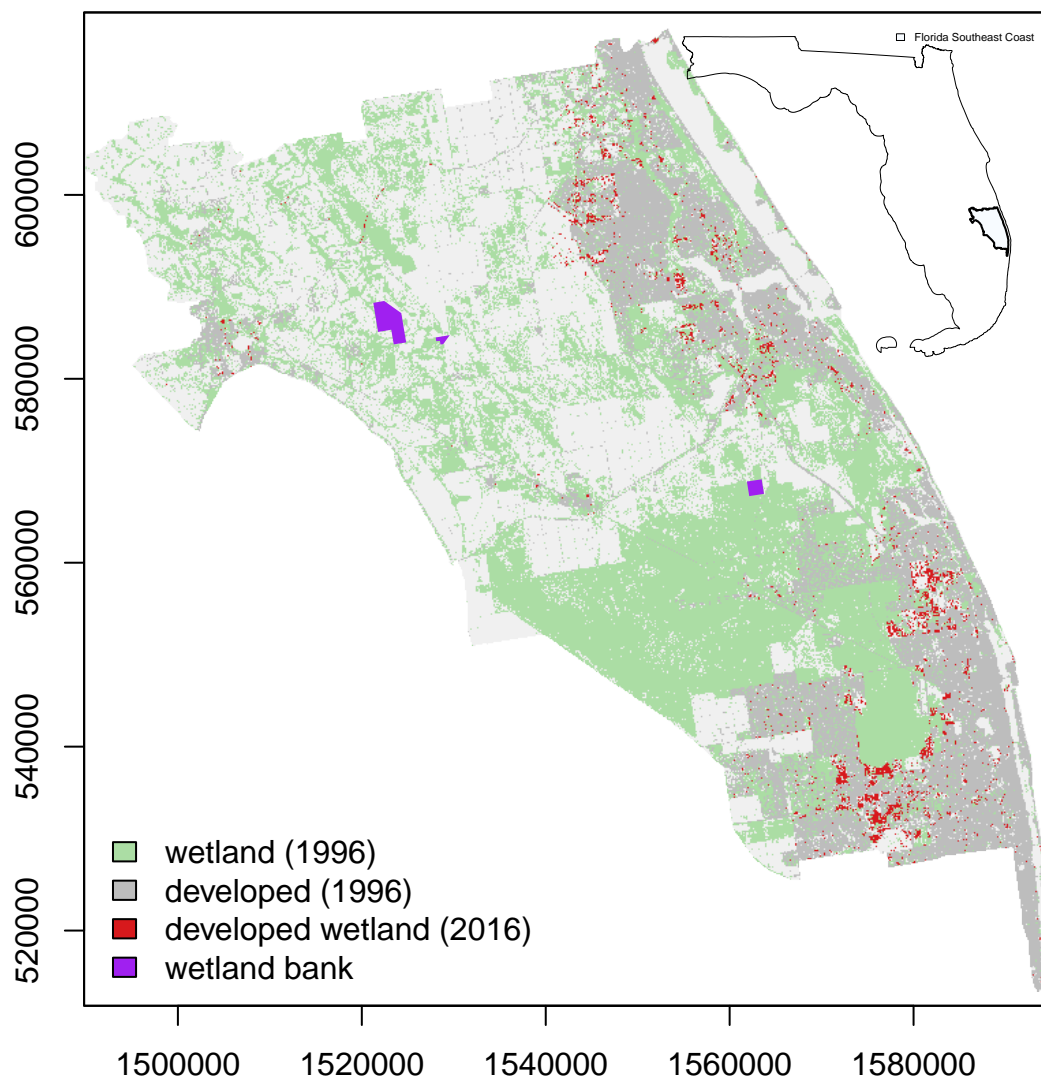 Florida Southeast Coast
600000
580000
560000
540000
520000
wetland (1996)
developed (1996)
developed wetland (2016)
wetland bank
1500000 1520000 1540000 1560000 1580000